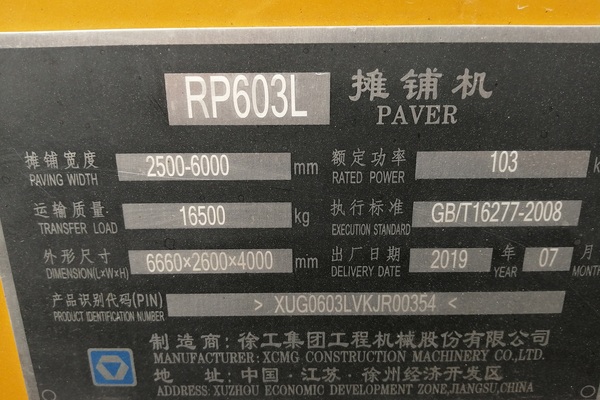 RP603L 摊铺机
PAVER
摊铺宽度 2500-6000 mm 额定功率 103
PAVING WIDTH RATED POWER
运输质量 16500 kg 执行标准 GB/T16277-2008
TRANSFER LOAD EXECUTION STANDARD
外形尺寸 6660×2600×4000 mm 出厂日期 2019 年 07 月
DIMENSION(L×W×H) DELIVERY DATE YEAR MONTH
产品识别代码(PIN) > XUG0603LVKJR00354 <
PRODUCT IDENTIFICATION NUMBER
制造商:徐工集团工程机械股份有限公司
MANUFACTURER: XCMG CONSTRUCTION MACHINERY CO.,LTD.
地 址:中国·江苏·徐州经济开发区
ADDRESS: XUZHOU ECONOMIC DEVELOPMENT ZONE,JIANGSU,CHINA